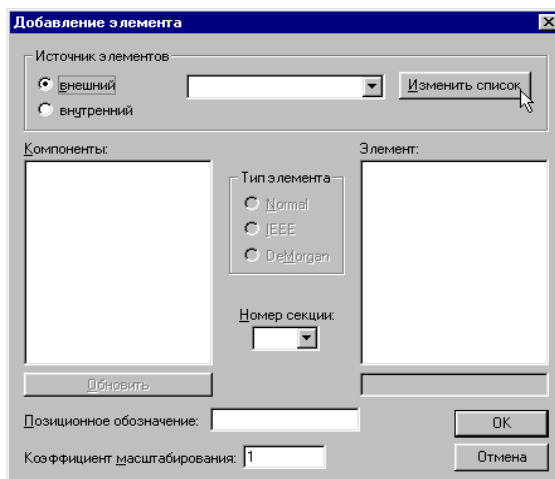 Добавление элемента
Источник элементов
внешний
Изменить список
внутренний
Компоненты:
Элемент:
Тип элемента
Normal
IEEE
DeMorgan
Номер секции:
Обновить
Позиционное обозначение:
OK
Коэффициент масштабирования: 1
Отмена